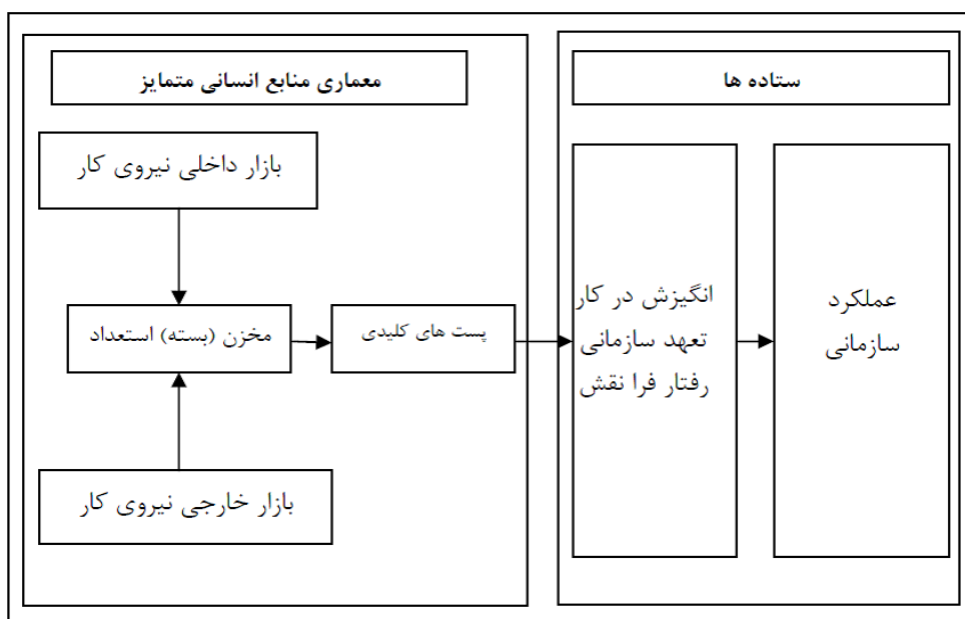 معماری منابع انسانی متمایز
ستاده ها
بازار داخلی نیروی کار
مخزن (بسته) استعداد
پست های کلیدی
بازار خارجی نیروی کار
انگیزش در کار
تعهد سازمانی
رفتار فرا نقش
عملکرد
سازمانی